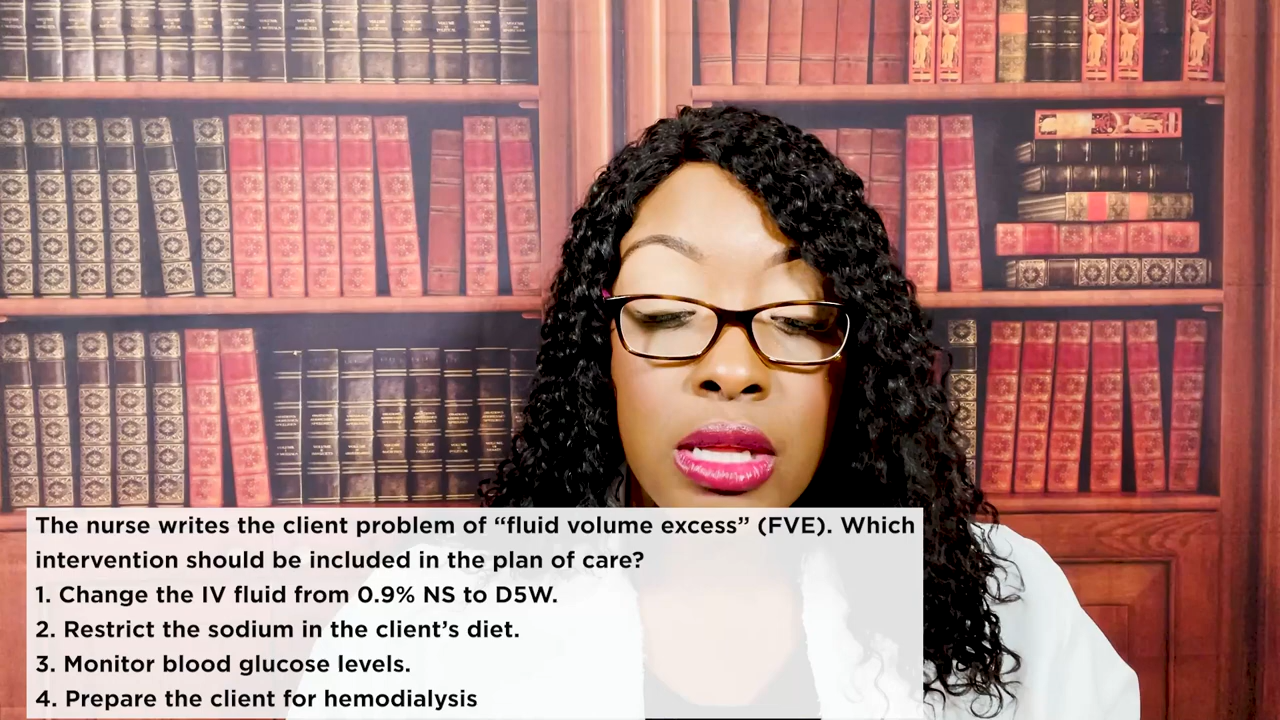 The nurse writes the client problem of “fluid volume excess” (FVE). Which
intervention should be included in the plan of care?
1. Change the IV fluid from 0.9% NS to D5W.
2. Restrict the sodium in the client’s diet.
3. Monitor blood glucose levels.
4. Prepare the client for hemodialysis